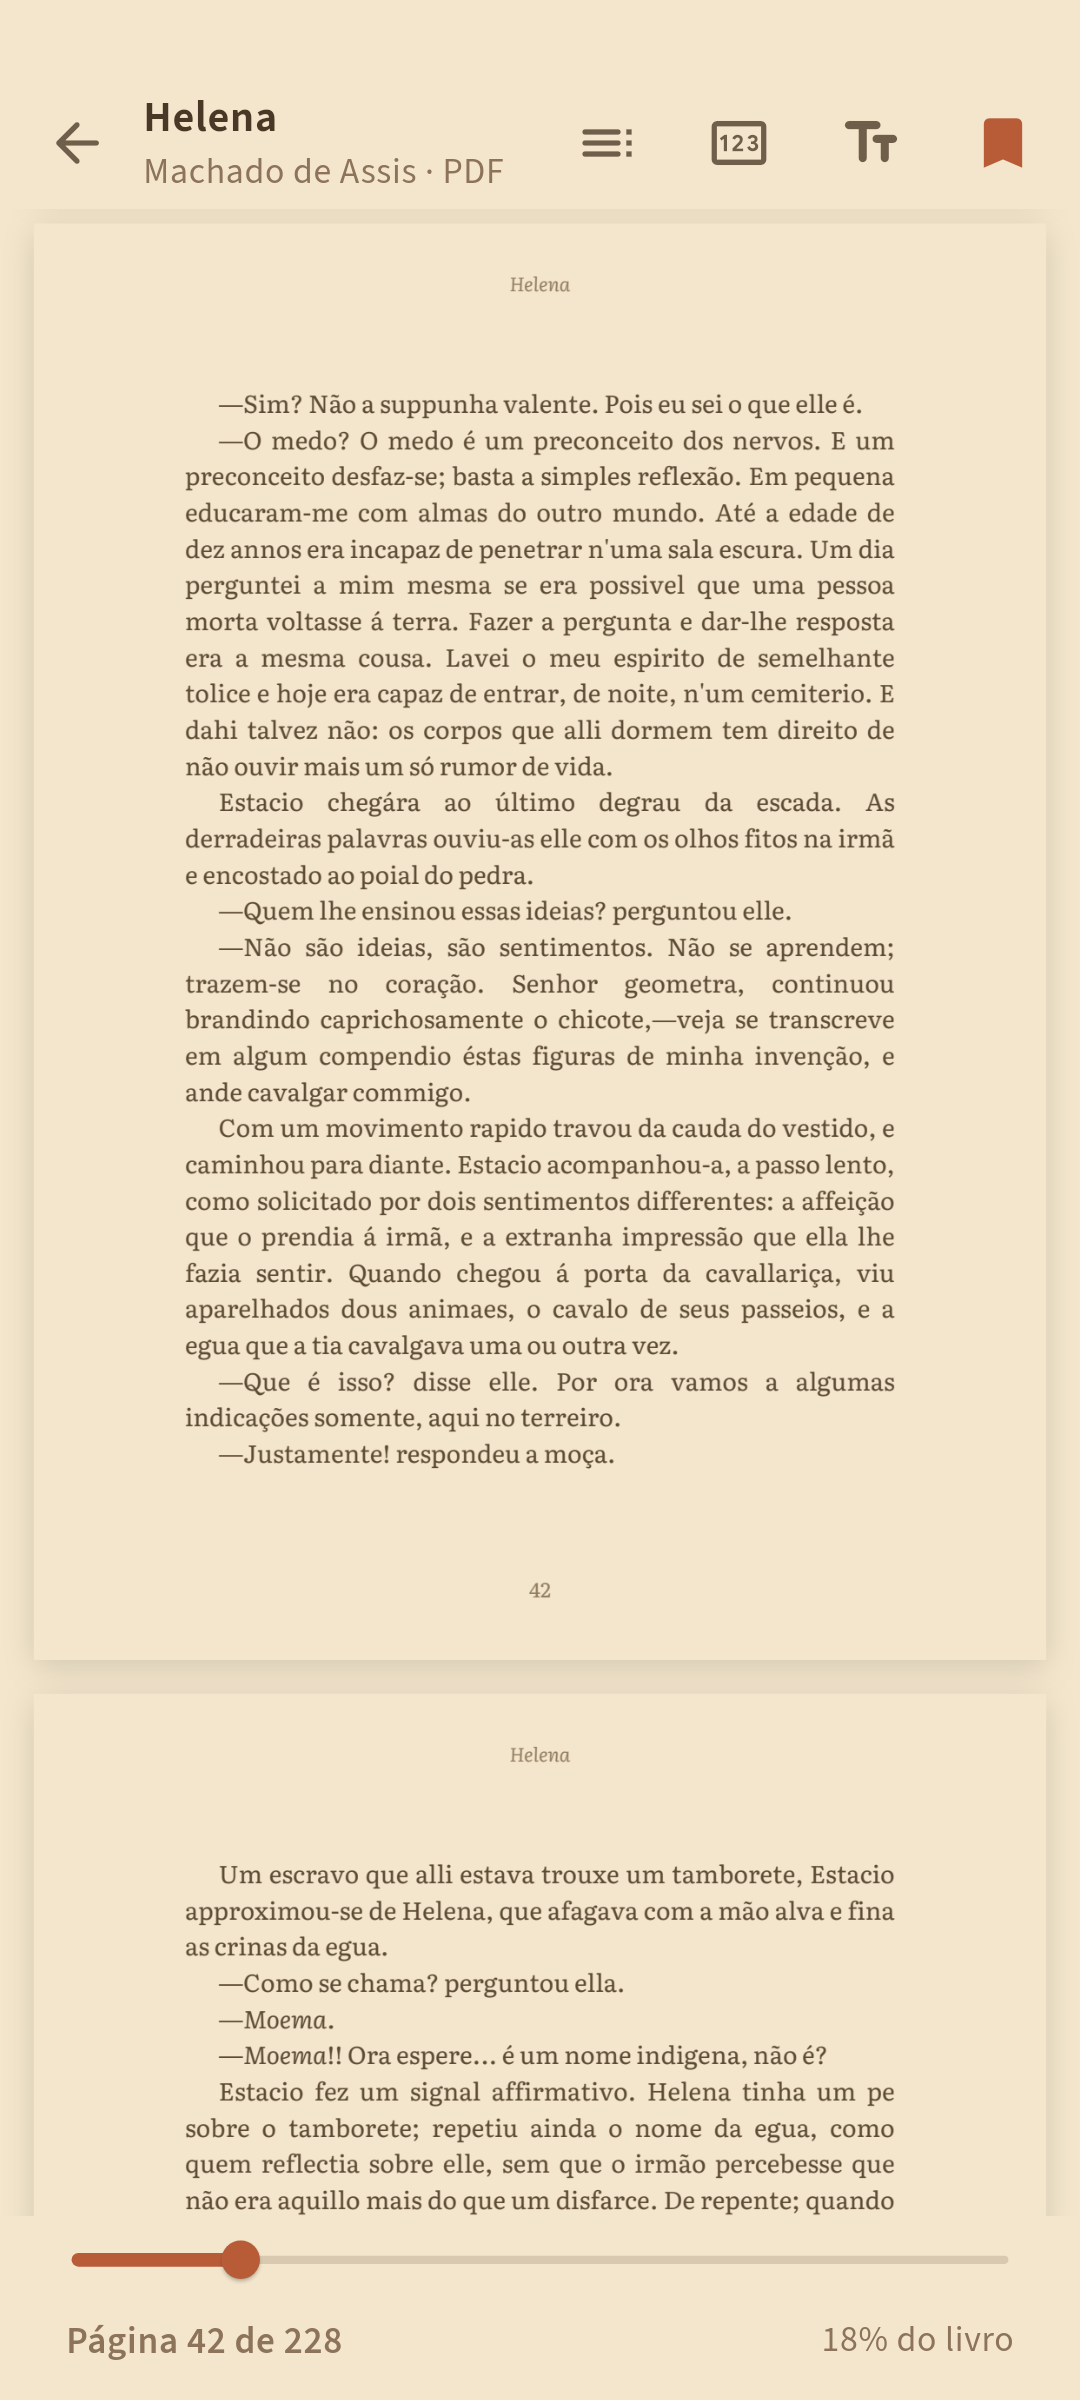 Helena
Machado de Assis · PDF
123
Tт
Helena
—Sim? Não a suppunha valente. Pois eu sei o que elle é.
—O medo? O medo é um preconceito dos nervos. E um
preconceito desfaz-se; basta a simples reflexão. Em pequena
educaram-me com almas do outro mundo. Até a edade de
dez annos era incapaz de penetrar n'uma sala escura. Um dia
perguntei a mim mesma se era possivel que uma pessoa
morta voltasse á terra. Fazer a pergunta e dar-lhe resposta
era a mesma cousa. Lavei o meu espirito de semelhante
tolice e hoje era capaz de entrar, de noite, n'um cemiterio. E
dahi talvez não: os corpos que alli dormem tem direito de
não ouvir mais um só rumor de vida.
Estacio chegára ao último degrau da escada. As
derradeiras palavras ouviu-as elle com os olhos fitos na irmã
e encostado ao poial do pedra.
—Quem lhe ensinou essas ideias? perguntou elle.
—Não são ideias, são sentimentos. Não se aprendem;
trazem-se no coração. Senhor geometra, continuou
brandindo caprichosamente o chicote,—veja se transcreve
em algum compendio éstas figuras de minha invenção, e
ande cavalgar commigo.
Com um movimento rapido travou da cauda do vestido, e
caminhou para diante. Estacio acompanhou-a, a passo lento,
como solicitado por dois sentimentos differentes: a affeição
que o prendia á irmã, e a extranha impressão que ella lhe
fazia sentir. Quando chegou á porta da cavallariça, viu
aparelhados dous animaes, o cavalo de seus passeios, e a
egua que a tia cavalgava uma ou outra vez.
—Que é isso? disse elle. Por ora vamos a algumas
indicações somente, aqui no terreiro.
—Justamente! respondeu a moça.
42
Helena
Um escravo que alli estava trouxe um tamborete, Estacio
approximou-se de Helena, que afagava com a mão alva e fina
as crinas da egua.
—Como se chama? perguntou ella.
—Moema.
—Moema!! Ora espere... é um nome indigena, não é?
Estacio fez um signal affirmativo. Helena tinha um pe
sobre o tamborete; repetiu ainda o nome da egua, como
quem reflectia sobre elle, sem que o irmão percebesse que
não era aquillo mais do que um disfarce. De repente; quando
Página 42 de 228
18% do livro